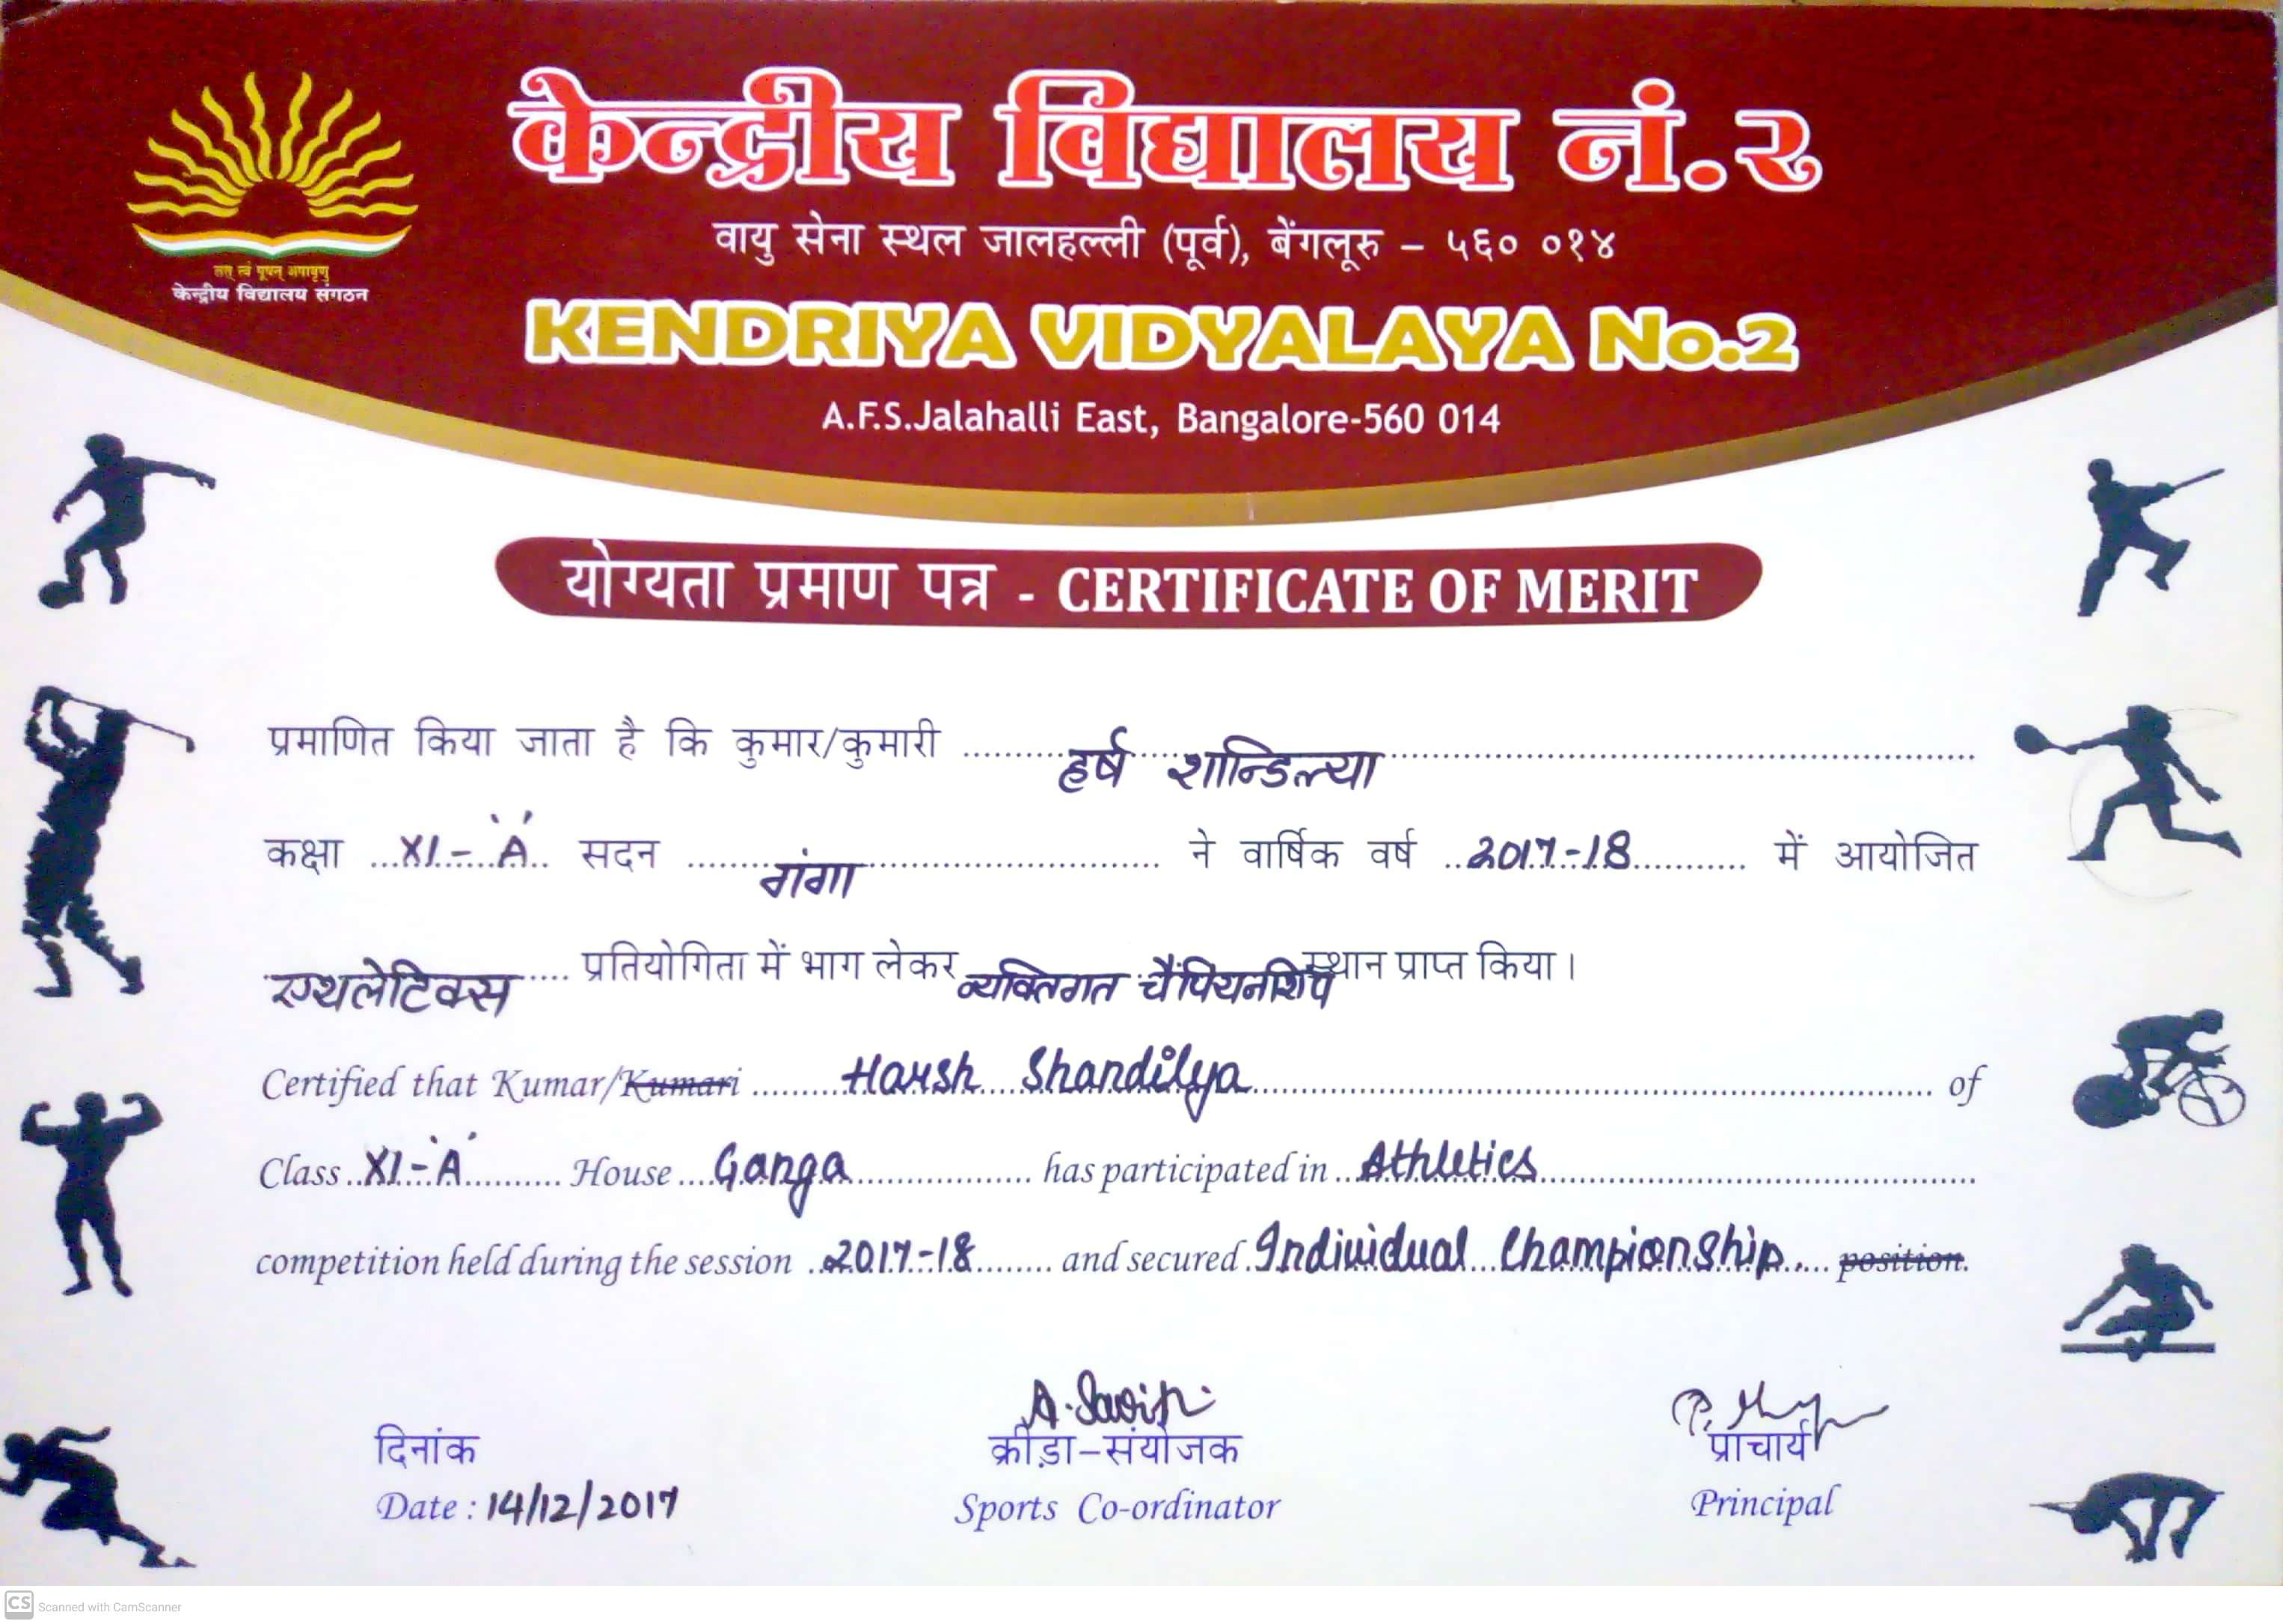 केन्द्रीय विद्यालय नं.२
वायु सेना स्थल जालहल्ली (पूर्व), बेंगलूरु – ५६० ०१४
तत् त्वं पूषन् अपावृणु
केन्द्रीय विद्यालय संगठन
KENDRIYA VIDYALAYA No.2
A.F.S.Jalahalli East, Bangalore-560 014
योग्यता प्रमाण पत्र - CERTIFICATE OF MERIT
प्रमाणित किया जाता है कि कुमार/कुमारी हर्ष शान्डिल्या
कक्षा XI-'A' सदन गंगा ने वार्षिक वर्ष 2017-18 में आयोजित
एथलेटिक्स प्रतियोगिता में भाग लेकर व्यक्तिगत चैंपियनशिप स्थान प्राप्त किया।
Certified that Kumar/Kumari Harsh Shandilya of
Class XI-'A' House Ganga has participated in Athletics
competition held during the session 2017-18 and secured Individual Championship. position.
दिनांक
Date : 14/12/2017
क्रीड़ा-संयोजक
Sports Co-ordinator
प्राचार्य
Principal
CS Scanned with CamScanner